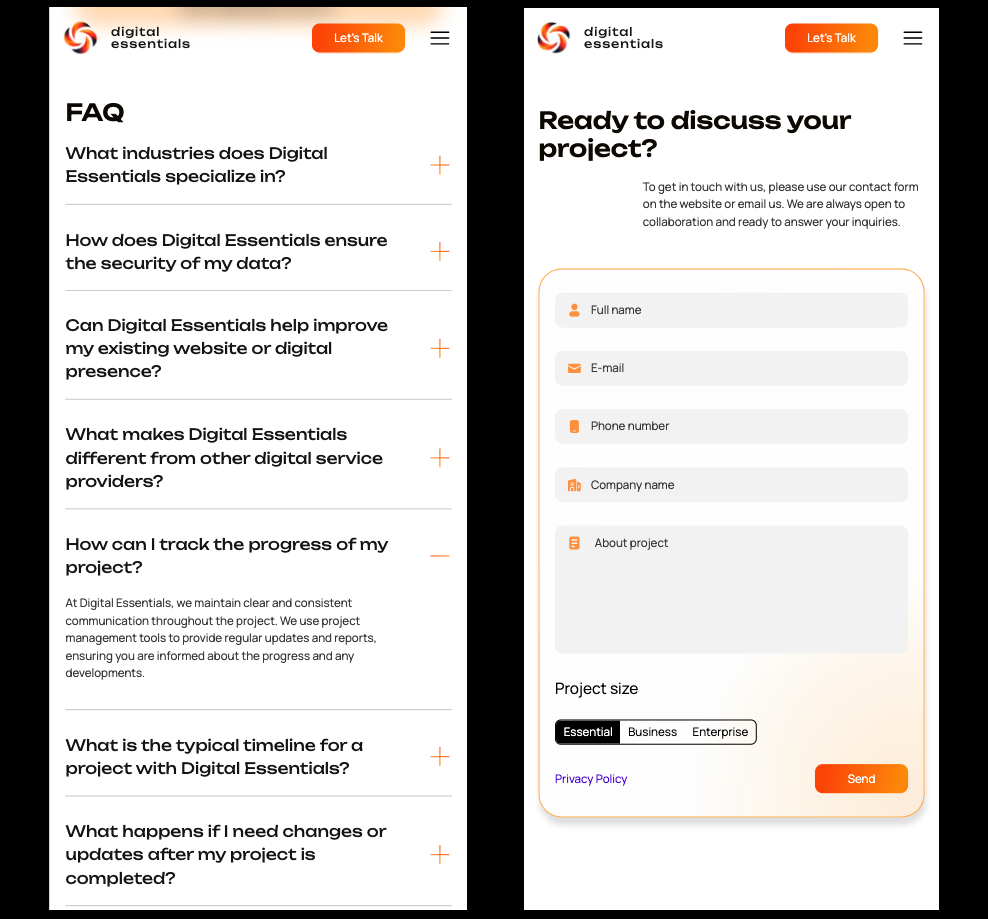 digital
essentials
Let's Talk
FAQ
What industries does Digital
Essentials specialize in?
How does Digital Essentials ensure
the security of my data?
Can Digital Essentials help improve
my existing website or digital
presence?
What makes Digital Essentials
different from other digital service
providers?
How can I track the progress of my
project?
At Digital Essentials, we maintain clear and consistent
communication throughout the project. We use project
management tools to provide regular updates and reports,
ensuring you are informed about the progress and any
developments.
What is the typical timeline for a
project with Digital Essentials?
What happens if I need changes or
updates after my project is
completed?
digital
essentials
Let's Talk
Ready to discuss your
project?
To get in touch with us, please use our contact form
on the website or email us. We are always open to
collaboration and ready to answer your inquiries.
Full name
E-mail
Phone number
Company name
About project
Project size
Essential Business Enterprise
Privacy Policy
Send